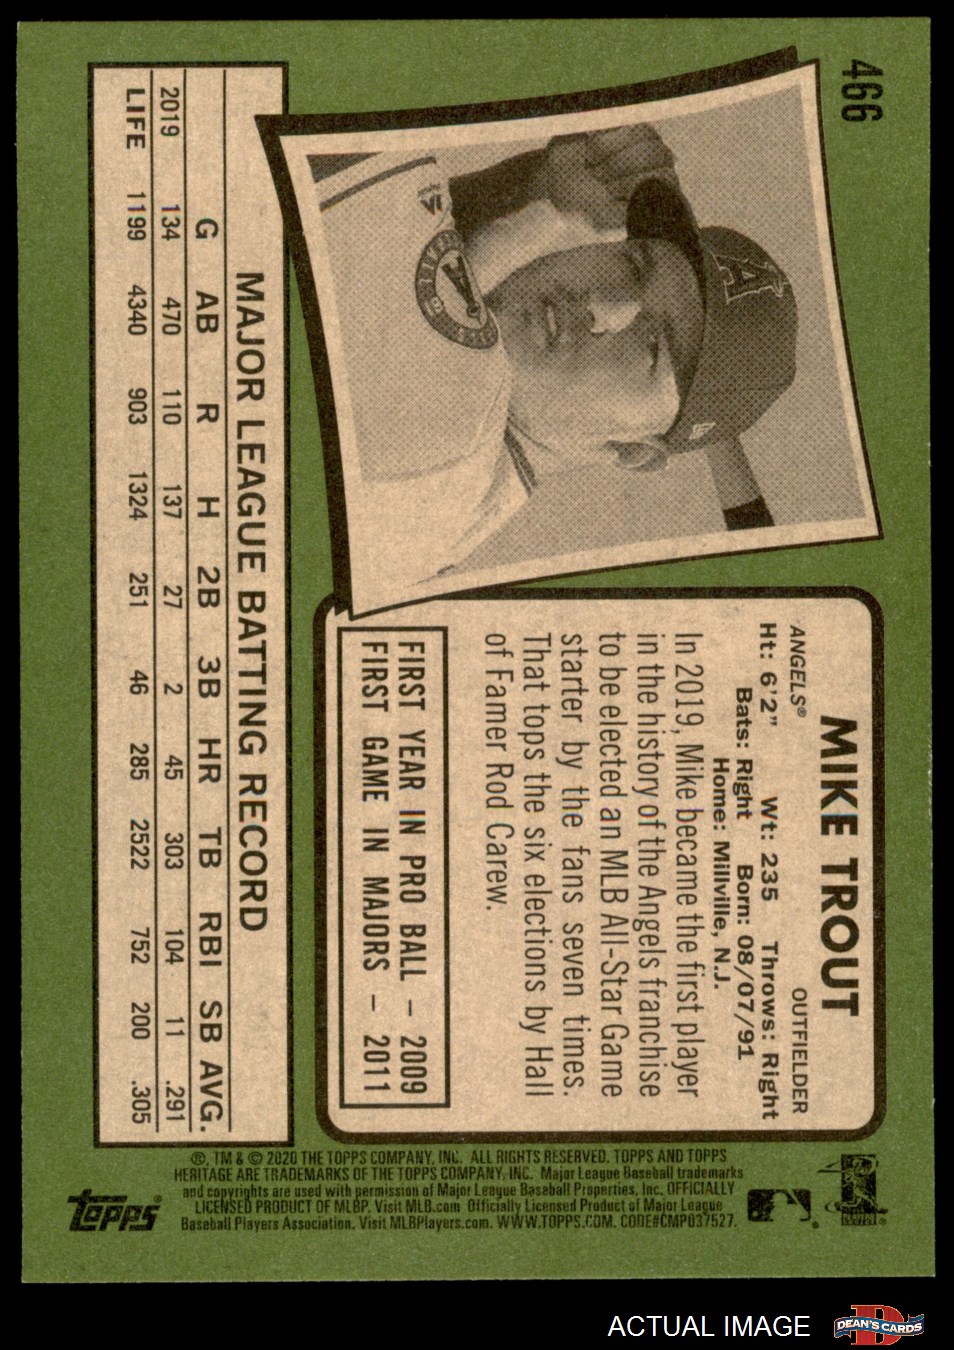 466
MIKE TROUT
ANGELS® OUTFIELDER
Ht: 6'2" Wt: 235 Throws: Right
Bats: Right Born: 08/07/91
Home: Millville, N.J.
In 2019, Mike became the first player
in the history of the Angels franchise
to be elected an MLB All-Star Game
starter by the fans seven times.
That tops the six elections by Hall
of Famer Rod Carew.
FIRST YEAR IN PRO BALL – 2009
FIRST GAME IN MAJORS – 2011
A
MAJOR LEAGUE BATTING RECORD
G AB R H 2B 3B HR TB RBI SB AVG.
2019 134 470 110 137 27 2 45 303 104 11 .291
LIFE 1199 4340 903 1324 251 46 285 2522 752 200 .305
®, TM & © 2020 THE TOPPS COMPANY, INC. ALL RIGHTS RESERVED. TOPPS AND TOPPS
HERITAGE ARE TRADEMARKS OF THE TOPPS COMPANY, INC. Major League Baseball trademarks
and copyrights are used with permission of Major League Baseball Properties, Inc. OFFICIALLY
LICENSED PRODUCT OF MLBP. Visit MLB.com Officially Licensed Product of Major League
Baseball Players Association. Visit MLBPlayers.com. WWW.TOPPS.COM. CODE#CMP037527.
Topps®
ACTUAL IMAGE
DEAN'S CARDS